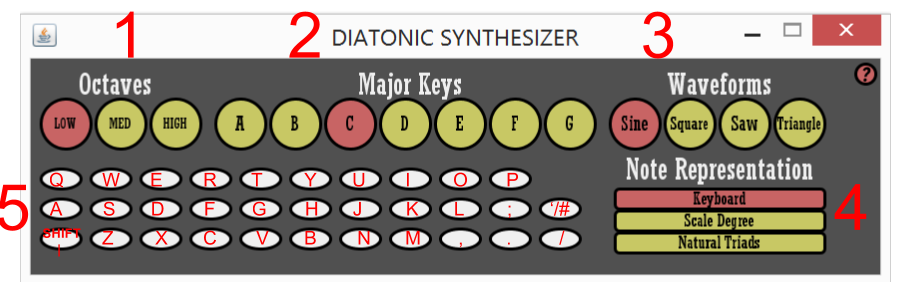 1 2 3
DIATONIC SYNTHESIZER
Octaves Major Keys Waveforms ?
LOW MED HIGH A B C D E F G Sine Square Saw Triangle
Note Representation
Q W E R T Y U I O P
Keyboard
5 A S D F G H J K L ; '/# 4
Scale Degree
SHIFT Z X C V B N M , . /
Natural Triads